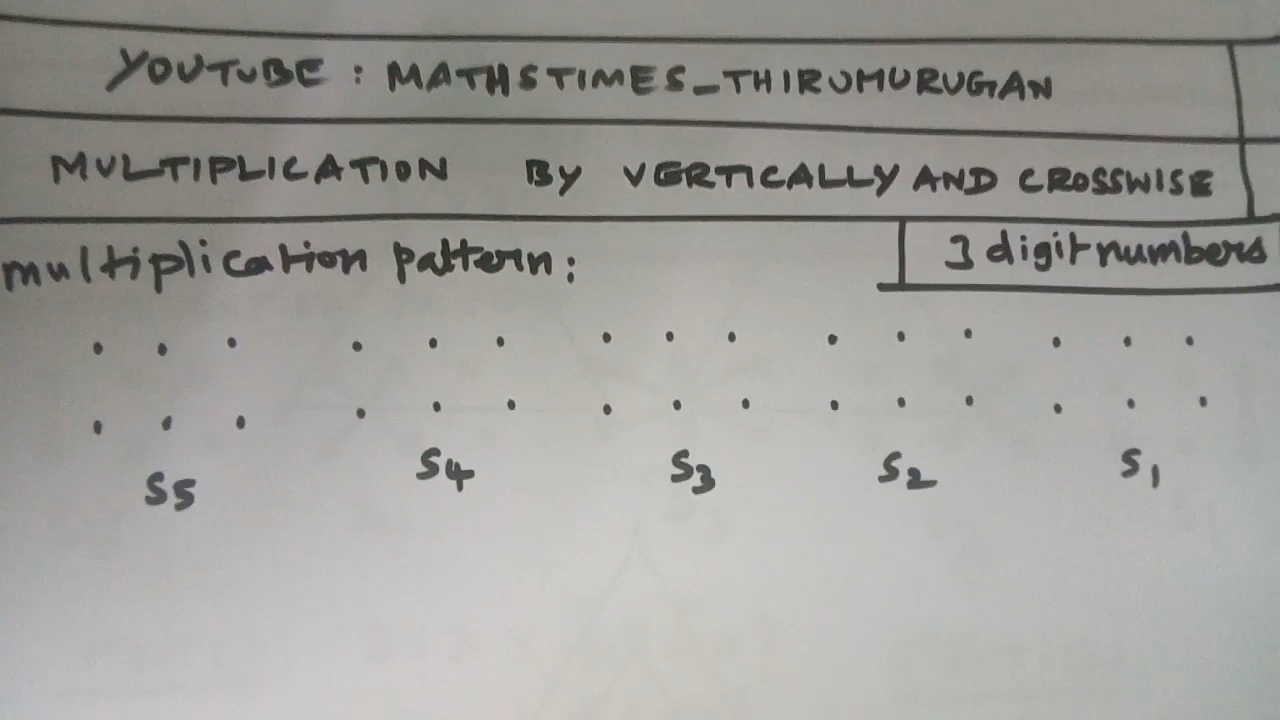 YOUTUBE : MATHSTIMES_THIRUMURUGAN
MULTIPLICATION BY VERTICALLY AND CROSSWISE
multiplication pattern:
3 digit numbers
S5 S4 S3 S2 S1